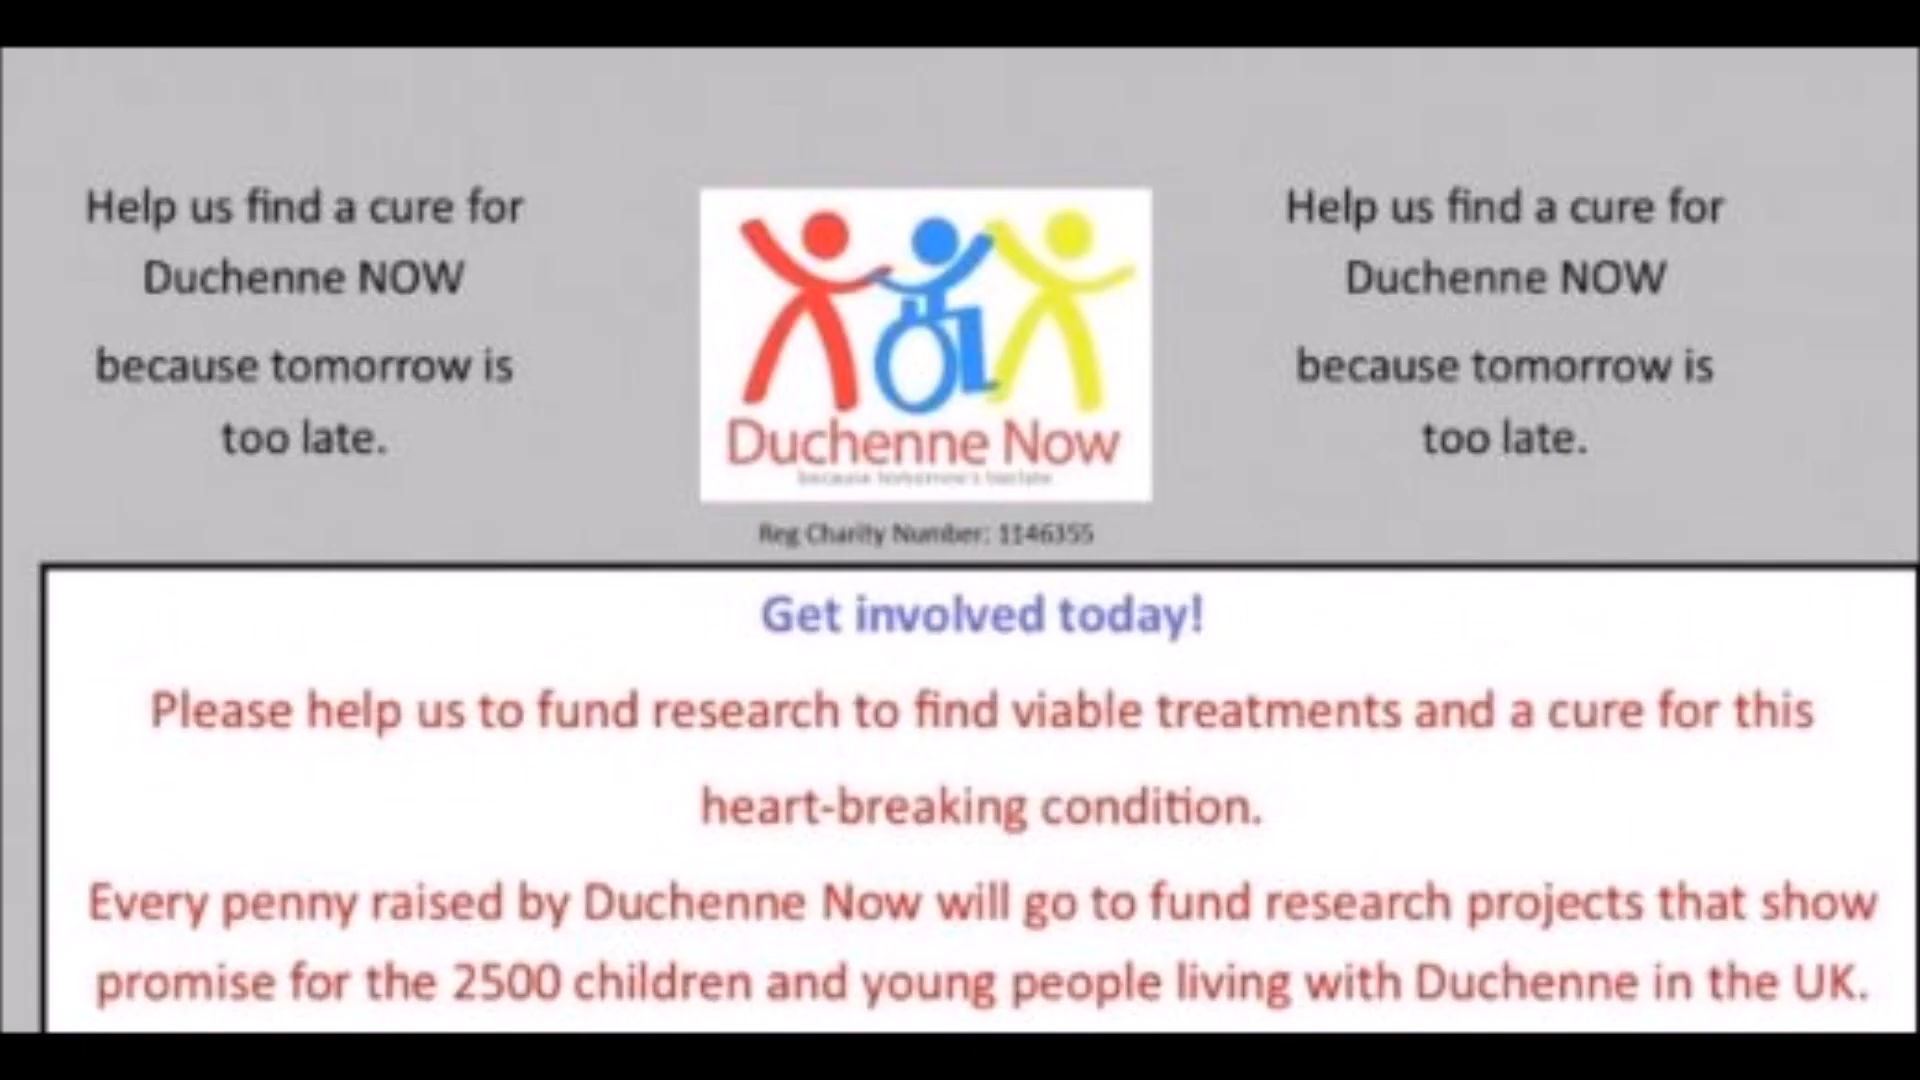 Help us find a cure for
Duchenne NOW
because tomorrow is
too late.
Duchenne Now
because tomorrow's too late
Reg Charity Number: 1146355
Help us find a cure for
Duchenne NOW
because tomorrow is
too late.
Get involved today!
Please help us to fund research to find viable treatments and a cure for this
heart-breaking condition.
Every penny raised by Duchenne Now will go to fund research projects that show
promise for the 2500 children and young people living with Duchenne in the UK.